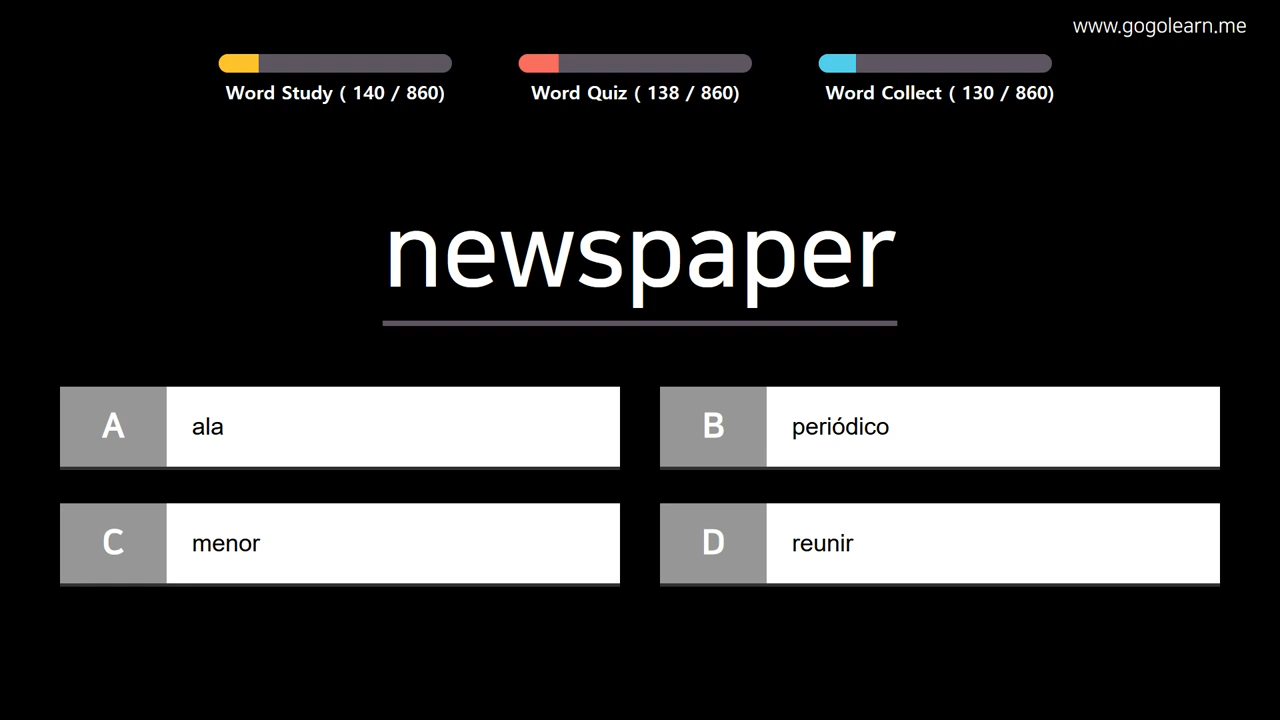 www.gogolearn.me
Word Study ( 140 / 860)
Word Quiz ( 138 / 860)
Word Collect ( 130 / 860)
newspaper
A ala
B periódico
C menor
D reunir